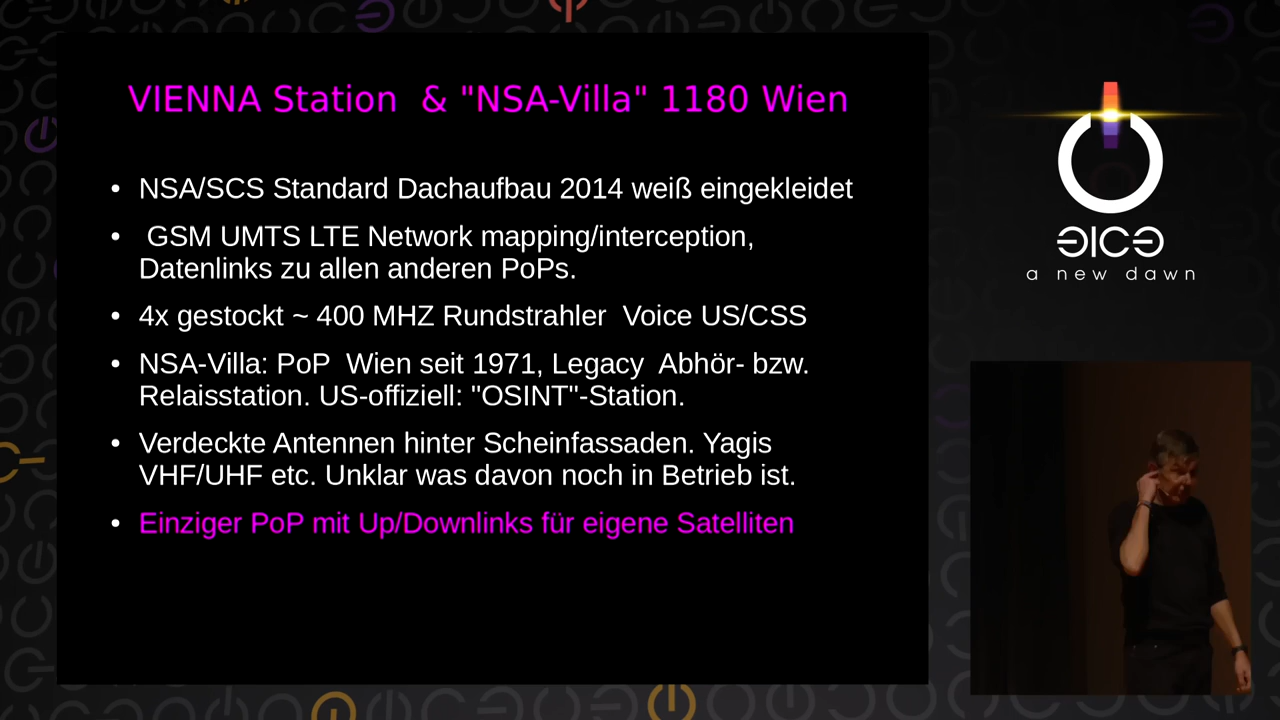 VIENNA Station & "NSA-Villa" 1180 Wien
• NSA/SCS Standard Dachaufbau 2014 weiß eingekleidet
• GSM UMTS LTE Network mapping/interception,
Datenlinks zu allen anderen PoPs.
• 4x gestockt ~ 400 MHZ Rundstrahler Voice US/CSS
• NSA-Villa: PoP Wien seit 1971, Legacy Abhör- bzw.
Relaisstation. US-offiziell: "OSINT"-Station.
• Verdeckte Antennen hinter Scheinfassaden. Yagis
VHF/UHF etc. Unklar was davon noch in Betrieb ist.
• Einziger PoP mit Up/Downlinks für eigene Satelliten
a new dawn